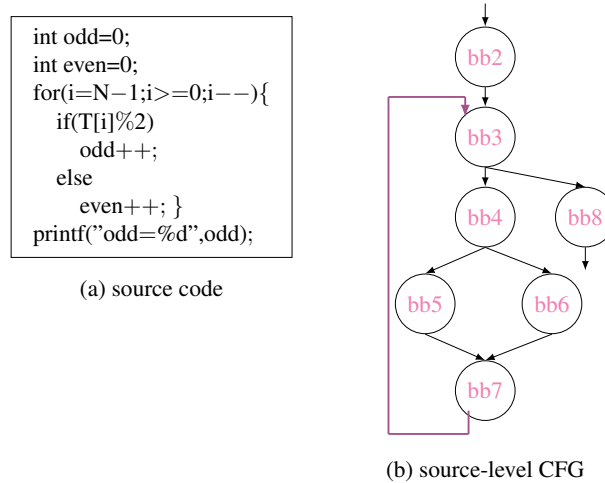 int odd=0;
int even=0;
for(i=N−1;i>=0;i−−){
if(T[i]%2)
odd++;
else
even++; }
printf(”odd=%d”,odd);
(a) source code
bb2
bb3
bb4
bb8
bb5
bb6
bb7
(b) source-level CFG